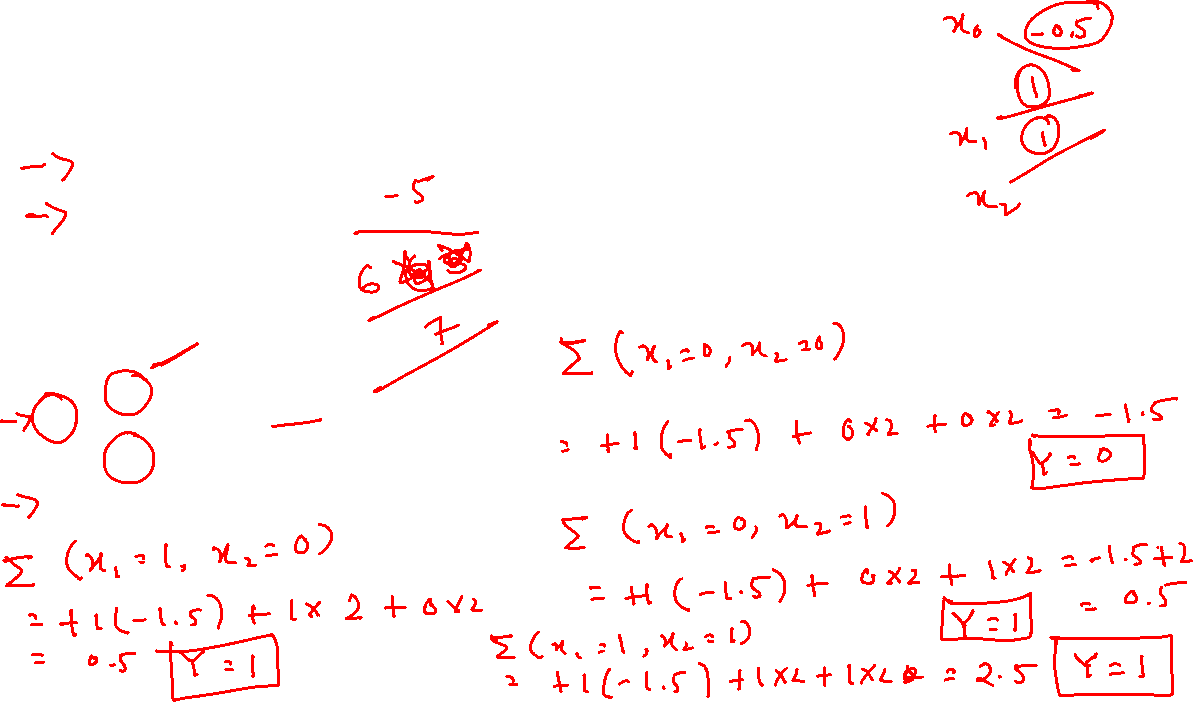 x₀ -0.5
1
x₁ 1
x₂
->
->
-5
6
7
->
->
Σ (x₁=0, x₂=0)
= +1(-1.5) + 0×2 + 0×2 = -1.5
Y=0
Σ (x₁=0, x₂=1)
= +1(-1.5) + 0×2 + 1×2 = -1.5+2
= 0.5
Y=1
Σ (x₁=1, x₂=0)
= +1(-1.5) + 1×2 + 0×2
= 0.5 Y=1
Σ (x₁=1, x₂=1)
= +1(-1.5) + 1×2 + 1×2 = 2.5 Y=1